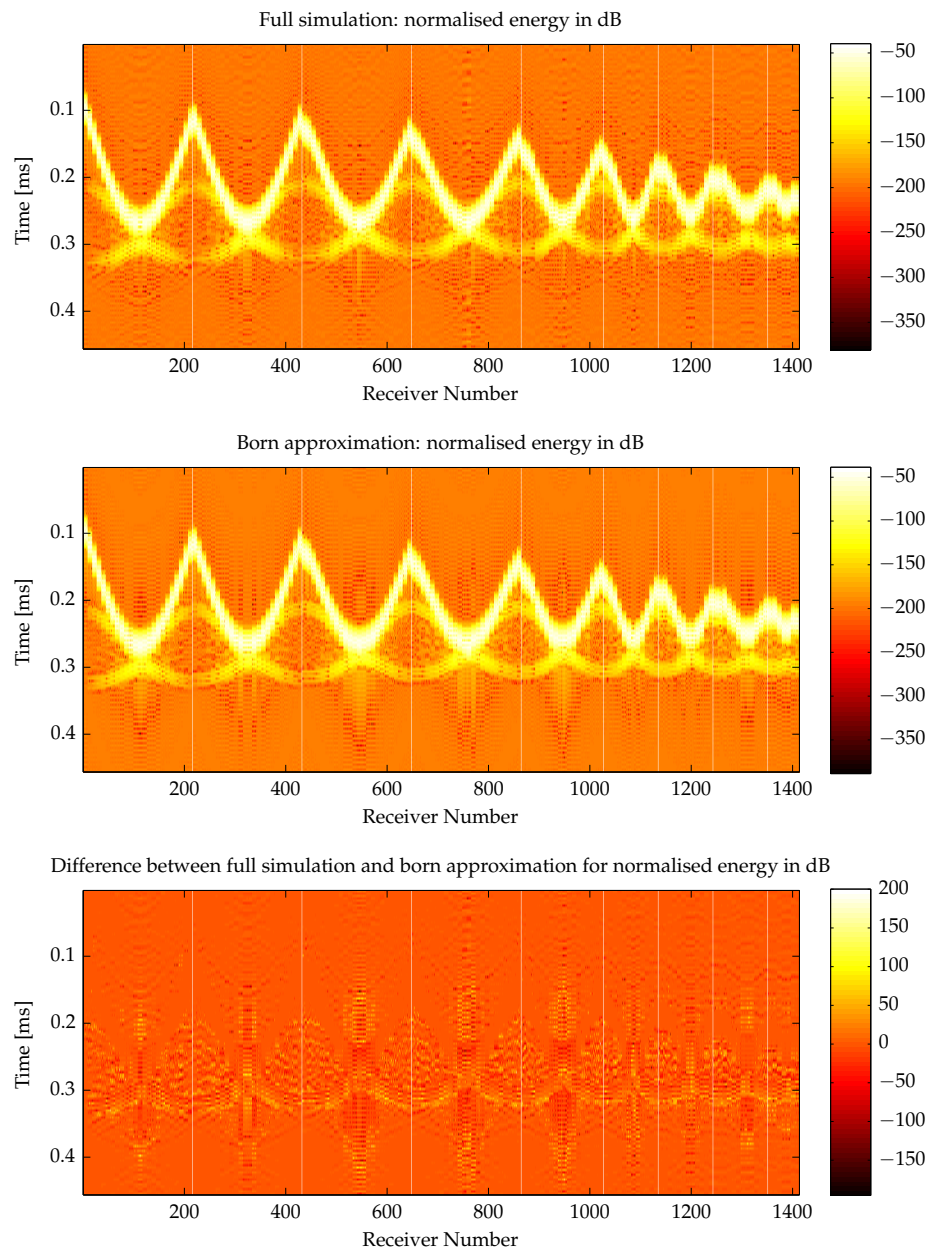 Full simulation: normalised energy in dB
−50
0.1
−100
−150
0.2
−200
Time [ms]
−250
0.3
−300
0.4
−350
200 400 600 800 1000 1200 1400
Receiver Number
Born approximation: normalised energy in dB
−50
0.1
−100
−150
0.2
−200
Time [ms]
−250
0.3
−300
0.4
−350
200 400 600 800 1000 1200 1400
Receiver Number
Difference between full simulation and born approximation for normalised energy in dB
200
150
0.1
100
50
0.2
0
Time [ms]
−50
0.3
−100
0.4
−150
200 400 600 800 1000 1200 1400
Receiver Number